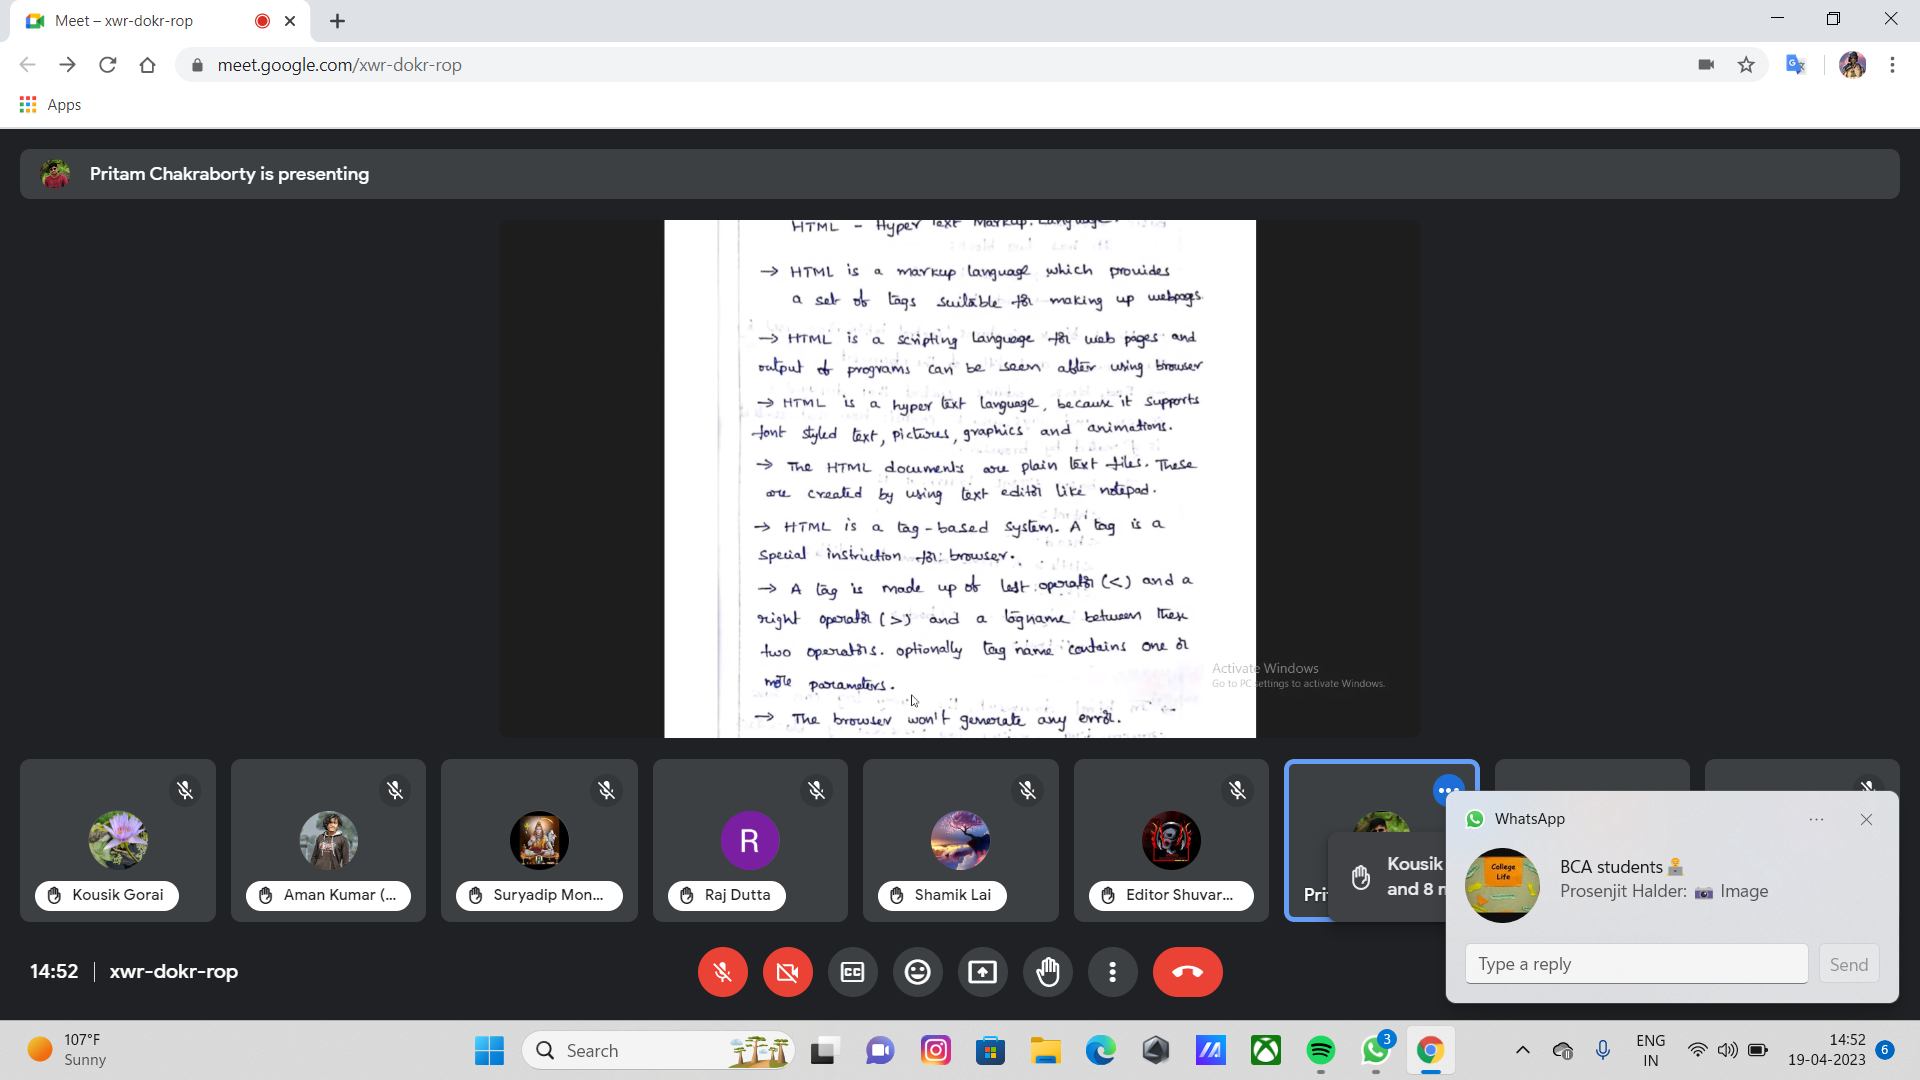 Meet – xwr-dokr-rop
meet.google.com/xwr-dokr-rop
Apps
Pritam Chakraborty is presenting
HTML - Hyper Text Markup. Language.
→ HTML is a markup language which provides
a set of tags suitable for making up webpages.
→ HTML is a scripting language for web pages and
output of programs can be seen after using browser
→ HTML is a hyper text language, because it supports
font styled text, pictures, graphics and animations.
→ The HTML documents are plain text files. These
are created by using text editor like notepad.
→ HTML is a tag-based system. A tag is a
special instruction for browser.
→ A tag is made up of left operator (<) and a
right operator (>) and a tagname between these
two operators. optionally tag name contains one or
more parameters.
→ The browser won't generate any error.
Activate Windows
Go to PC settings to activate Windows.
Kousik Gorai
Aman Kumar (...
Suryadip Mon...
R
Raj Dutta
Shamik Lai
Editor Shuvar...
Pri
Kousik
and 8 m
WhatsApp
College
Life
BCA students
Prosenjit Halder: Image
Type a reply
Send
14:52 | xwr-dokr-rop
107°F
Sunny
Search
3
ENG
IN
14:52
19-04-2023
6